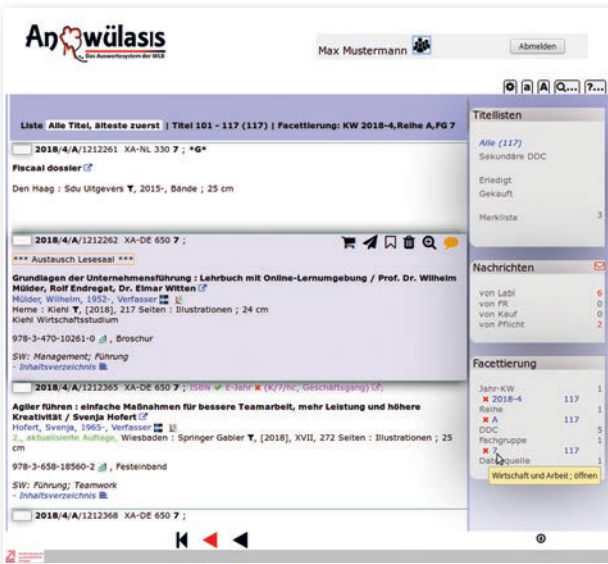 An wülasis
Das Auswertesystem der WLB
Max Mustermann
Abmelden
a A Q... ?...
Liste Alle Titel, älteste zuerst | Titel 101 - 117 (117) | Facettierung: KW 2018-4,Reihe A,FG 7
2018/4/A/1212261 XA-NL 330 7 ; *G*
Fiscaal dossier
Den Haag : Sdu Uitgevers, 2015-, Bände ; 25 cm
2018/4/A/1212262 XA-DE 650 7 ;
*** Austausch Lesesaal ***
Grundlagen der Unternehmensführung : Lehrbuch mit Online-Lernumgebung / Prof. Dr. Wilhelm
Mülder, Rolf Endregat, Dr. Elmar Witten
Mülder, Wilhelm, 1952-, Verfasser
Herne : Kiehl, [2018], 217 Seiten : Illustrationen ; 24 cm
Kiehl Wirtschaftsstudium
978-3-470-10261-0 , Broschur
SW: Management; Führung
- Inhaltsverzeichnis
2018/4/A/1212365 XA-DE 650 7 ; ISBN ✔ E-Jahr ✖ (K/7/hc, Geschäftsgang) ;
Agiler führen : einfache Maßnahmen für bessere Teamarbeit, mehr Leistung und höhere
Kreativität / Svenja Hofert
Hofert, Svenja, 1965-, Verfasser
2., aktualisierte Auflage, Wiesbaden : Springer Gabler, [2018], XVII, 272 Seiten : Illustrationen ; 25
cm
978-3-658-18560-2 , Festeinband
SW: Führung; Teamwork
- Inhaltsverzeichnis
2018/4/A/1212368 XA-DE 650 7 ;
Titellisten
Alle (117)
Sekundäre DDC
Erledigt
Gekauft
Merkliste 3
Nachrichten
von Labi 6
von FR 0
von Kauf 0
von Pflicht 2
Facettierung
Jahr-KW 1
✖ 2018-4 117
Reihe 1
✖ A 117
DDC 5
Fachgruppe 1
✖ 7 117
Datenquelle 1
Wirtschaft und Arbeit ; öffnen